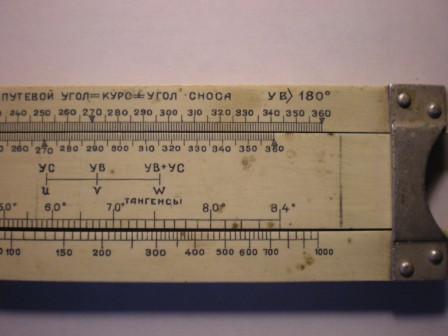 ПУТЕВОЙ УГОЛ=КУРС±УГОЛ СНОСА УВ〉180°
240 250 260 270 280 290 300 310 320 330 340 350 360
260 270 280 290 300 310 320 330 340 350 360
УС УВ УВ+УС
U V W
ТАНГЕНСЫ
5,0° 6,0° 7,0° 8,0° 8,4°
100 150 200 300 400 500 600 700 1000